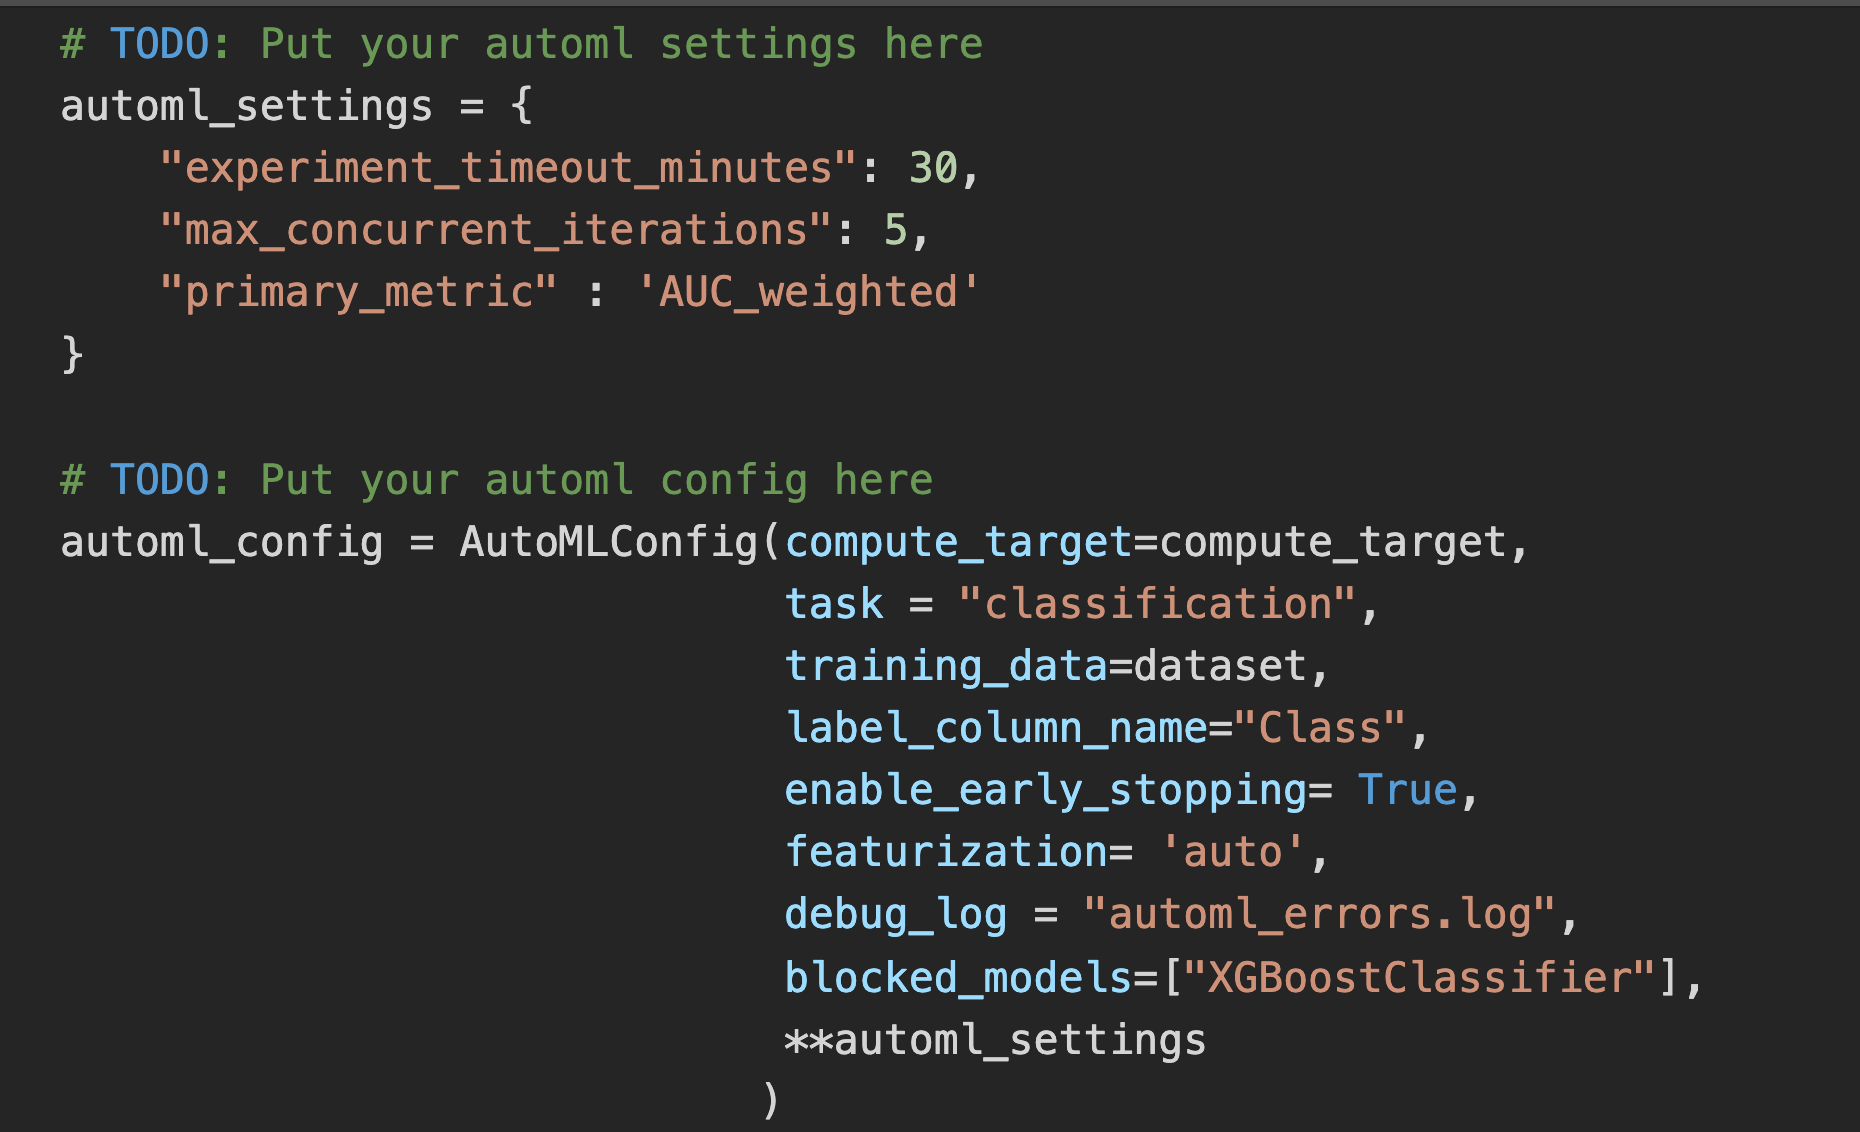 # TODO: Put your automl settings here
automl_settings = {
    "experiment_timeout_minutes": 30,
    "max_concurrent_iterations": 5,
    "primary_metric" : 'AUC_weighted'
}

# TODO: Put your automl config here
automl_config = AutoMLConfig(compute_target=compute_target,
                             task = "classification",
                             training_data=dataset,
                             label_column_name="Class",
                             enable_early_stopping= True,
                             featurization= 'auto',
                             debug_log = "automl_errors.log",
                             blocked_models=["XGBoostClassifier"],
                             **automl_settings
                            )